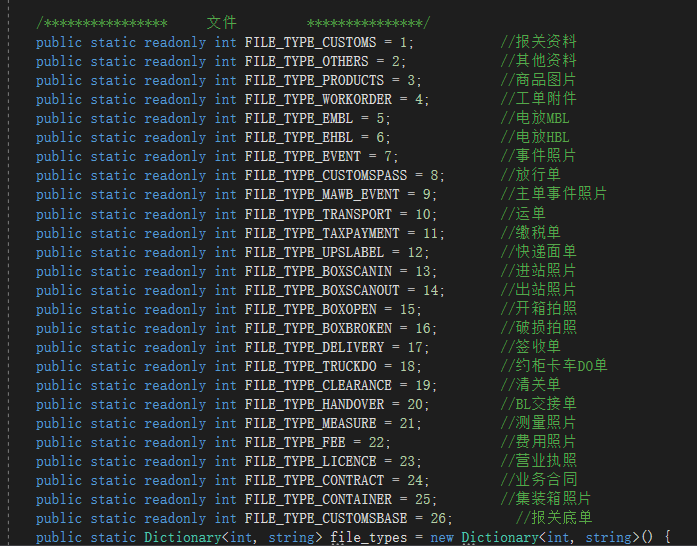 /**************** 文件 ***************/
public static readonly int FILE_TYPE_CUSTOMS = 1; //报关资料
public static readonly int FILE_TYPE_OTHERS = 2; //其他资料
public static readonly int FILE_TYPE_PRODUCTS = 3; //商品图片
public static readonly int FILE_TYPE_WORKORDER = 4; //工单附件
public static readonly int FILE_TYPE_EMBL = 5; //电放MBL
public static readonly int FILE_TYPE_EHBL = 6; //电放HBL
public static readonly int FILE_TYPE_EVENT = 7; //事件照片
public static readonly int FILE_TYPE_CUSTOMSPASS = 8; //放行单
public static readonly int FILE_TYPE_MAWB_EVENT = 9; //主单事件照片
public static readonly int FILE_TYPE_TRANSPORT = 10; //运单
public static readonly int FILE_TYPE_TAXPAYMENT = 11; //缴税单
public static readonly int FILE_TYPE_UPSLABEL = 12; //快递面单
public static readonly int FILE_TYPE_BOXSCANIN = 13; //进站照片
public static readonly int FILE_TYPE_BOXSCANOUT = 14; //出站照片
public static readonly int FILE_TYPE_BOXOPEN = 15; //开箱拍照
public static readonly int FILE_TYPE_BOXBROKEN = 16; //破损拍照
public static readonly int FILE_TYPE_DELIVERY = 17; //签收单
public static readonly int FILE_TYPE_TRUCKDO = 18; //约柜卡车DO单
public static readonly int FILE_TYPE_CLEARANCE = 19; //清关单
public static readonly int FILE_TYPE_HANDOVER = 20; //BL交接单
public static readonly int FILE_TYPE_MEASURE = 21; //测量照片
public static readonly int FILE_TYPE_FEE = 22; //费用照片
public static readonly int FILE_TYPE_LICENCE = 23; //营业执照
public static readonly int FILE_TYPE_CONTRACT = 24; //业务合同
public static readonly int FILE_TYPE_CONTAINER = 25; //集装箱照片
public static readonly int FILE_TYPE_CUSTOMSBASE = 26; //报关底单
public static Dictionary<int, string> file_types = new Dictionary<int, string>() {